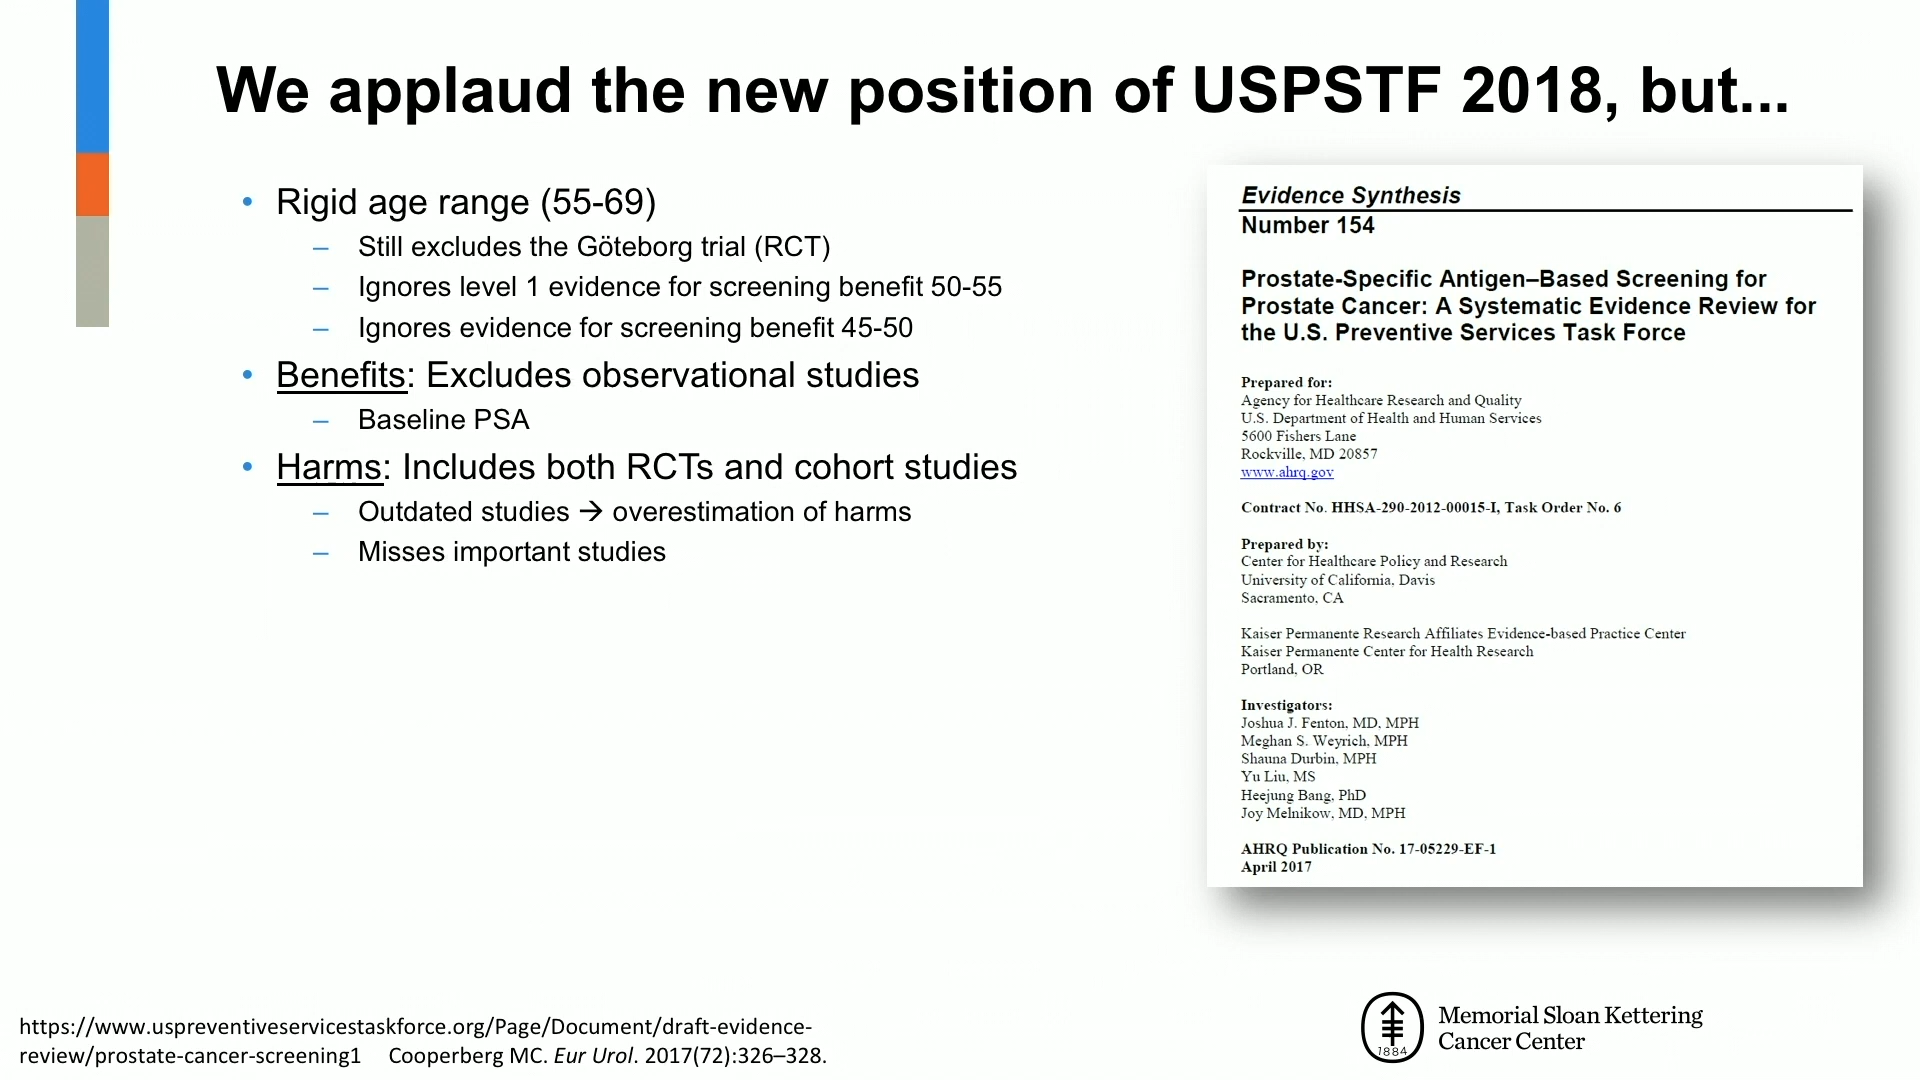 We applaud the new position of USPSTF 2018, but...
• Rigid age range (55-69)
– Still excludes the Göteborg trial (RCT)
– Ignores level 1 evidence for screening benefit 50-55
– Ignores evidence for screening benefit 45-50
• Benefits: Excludes observational studies
– Baseline PSA
• Harms: Includes both RCTs and cohort studies
– Outdated studies → overestimation of harms
– Misses important studies
Evidence Synthesis
Number 154
Prostate-Specific Antigen–Based Screening for
Prostate Cancer: A Systematic Evidence Review for
the U.S. Preventive Services Task Force
Prepared for:
Agency for Healthcare Research and Quality
U.S. Department of Health and Human Services
5600 Fishers Lane
Rockville, MD 20857
www.ahrq.gov
Contract No. HHSA-290-2012-00015-I, Task Order No. 6
Prepared by:
Center for Healthcare Policy and Research
University of California, Davis
Sacramento, CA
Kaiser Permanente Research Affiliates Evidence-based Practice Center
Kaiser Permanente Center for Health Research
Portland, OR
Investigators:
Joshua J. Fenton, MD, MPH
Meghan S. Weyrich, MPH
Shauna Durbin, MPH
Yu Liu, MS
Heejung Bang, PhD
Joy Melnikow, MD, MPH
AHRQ Publication No. 17-05229-EF-1
April 2017
https://www.uspreventiveservicestaskforce.org/Page/Document/draft-evidence-
review/prostate-cancer-screening1 Cooperberg MC. Eur Urol. 2017(72):326–328.
1884
Memorial Sloan Kettering
Cancer Center